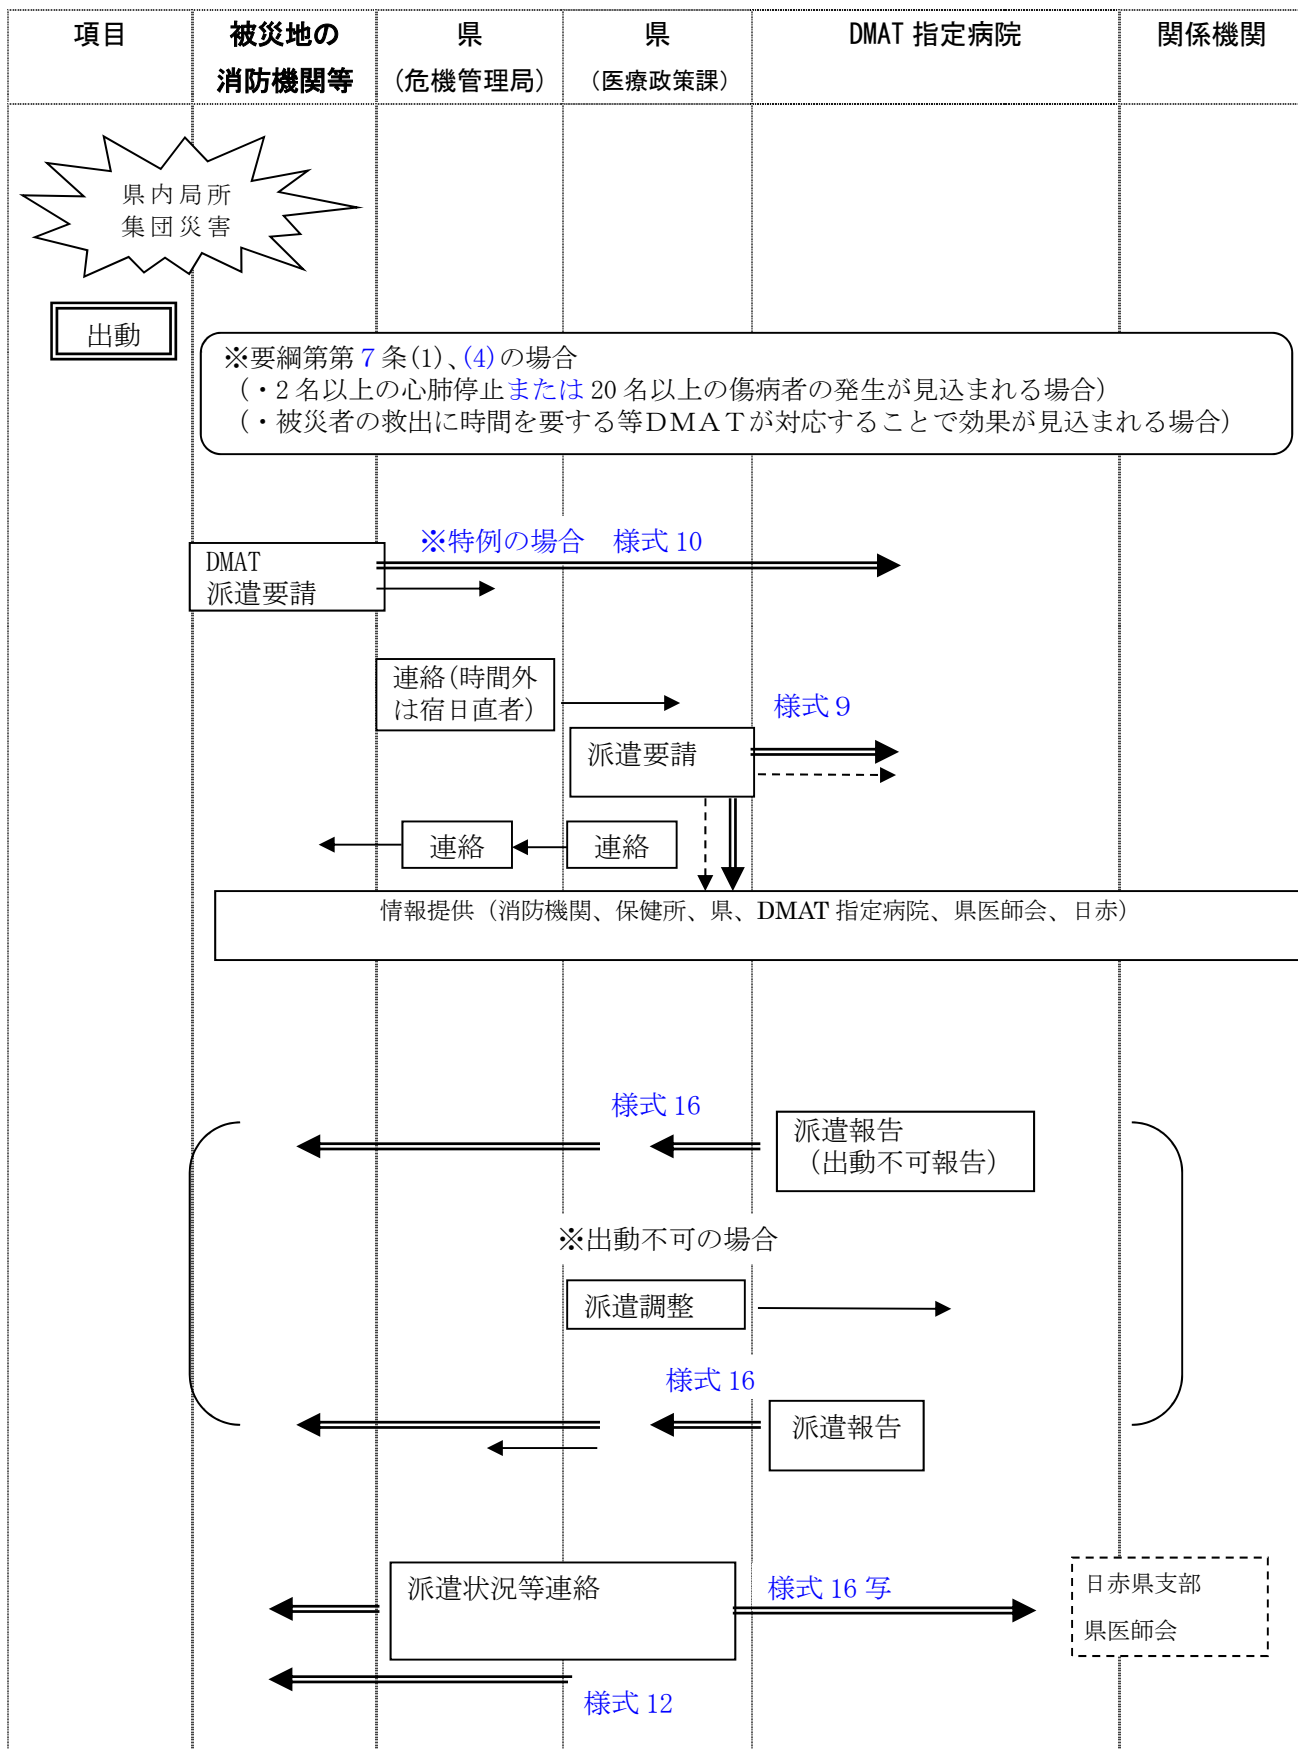 項目
被災地の
消防機関等
県
(危機管理局)
県
(医療政策課)
DMAT 指定病院
関係機関
県内局所
集団災害
出動
※要綱第第７条(1)、(4)の場合
(・2 名以上の心肺停止または 20 名以上の傷病者の発生が見込まれる場合)
(・被災者の救出に時間を要する等ＤＭＡＴが対応することで効果が見込まれる場合)
※特例の場合　様式 10
DMAT
派遣要請
連絡(時間外
は宿日直者)
様式９
派遣要請
連絡
連絡
情報提供（消防機関、保健所、県、DMAT 指定病院、県医師会、日赤）
様式 16
派遣報告
（出動不可報告）
※出動不可の場合
派遣調整
様式 16
派遣報告
派遣状況等連絡
様式 16 写
日赤県支部
県医師会
様式 12